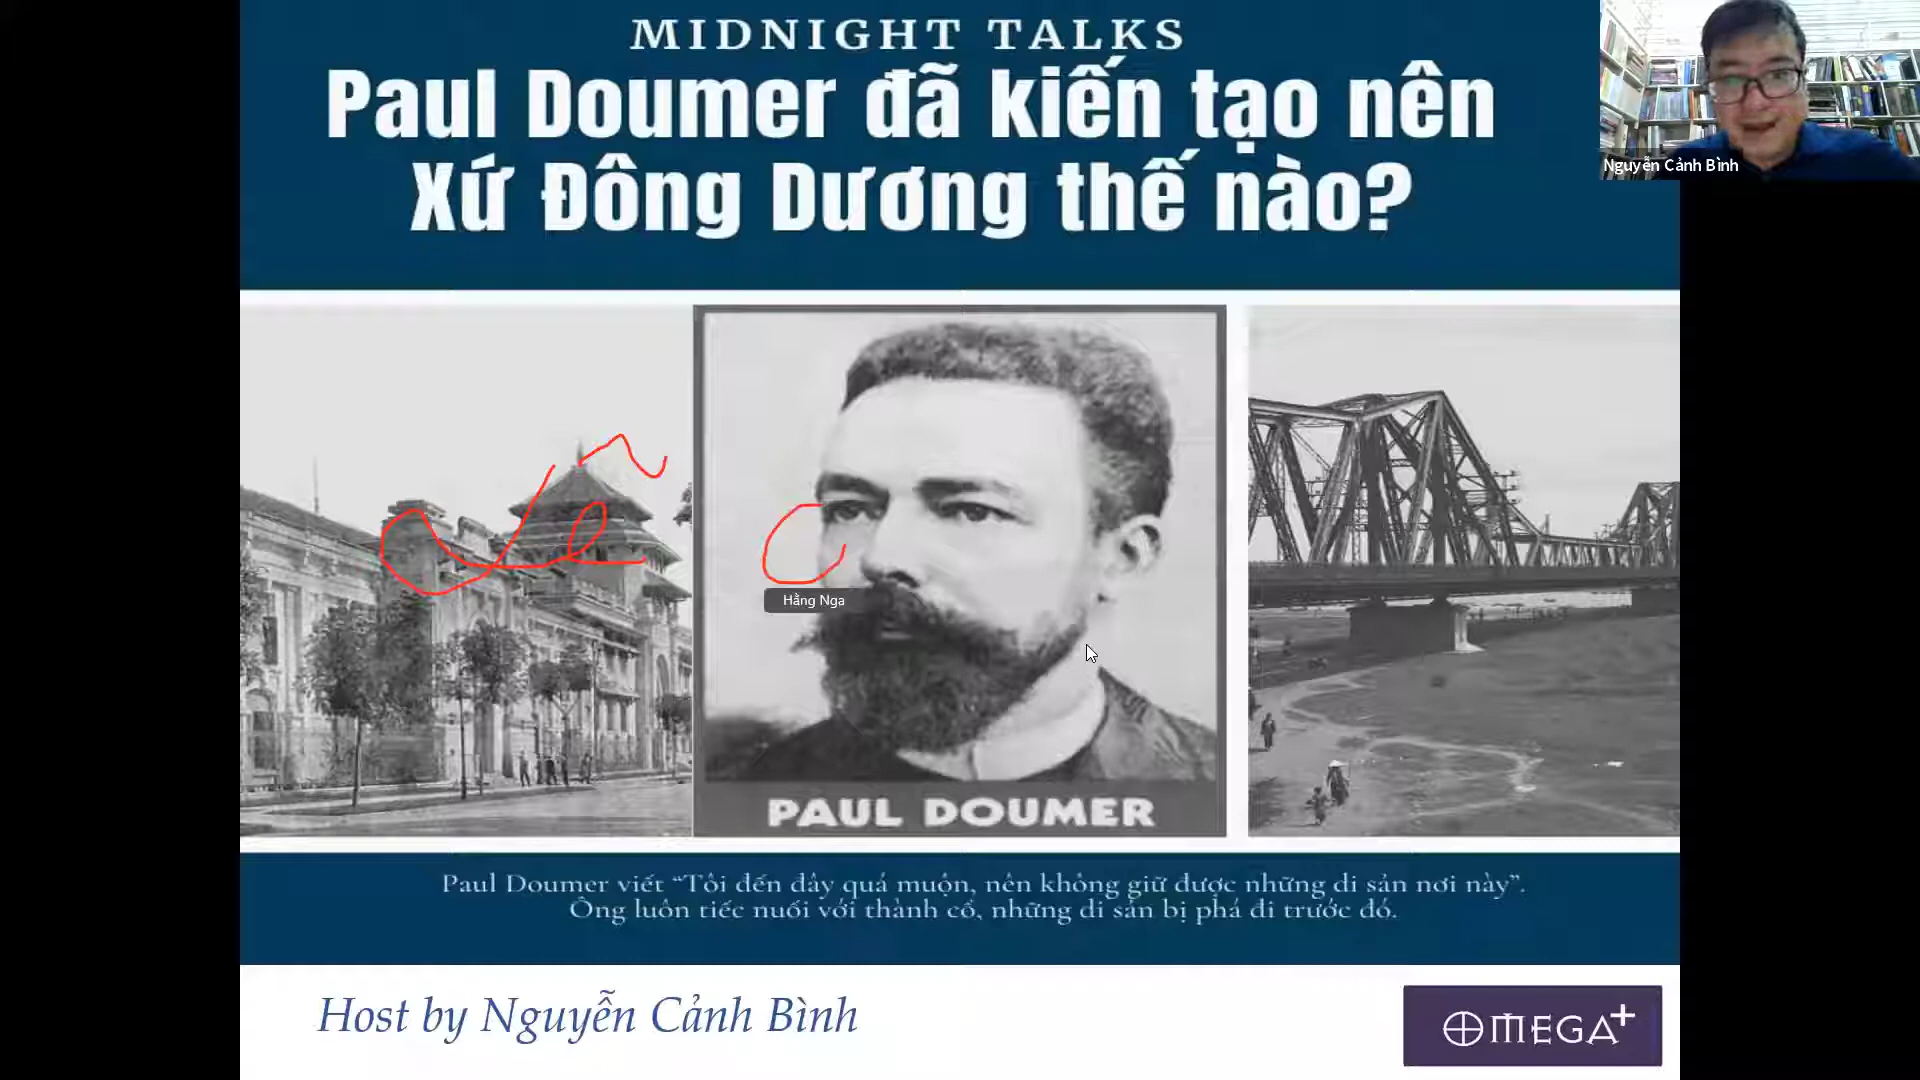 MIDNIGHT TALKS
Paul Doumer đã kiến tạo nên
Xứ Đông Dương thế nào?
Nguyễn Cảnh Bình
Hằng Nga
PAUL DOUMER
Paul Doumer viết “Tôi đến đây quá muộn, nên không giữ được những di sản nơi này”.
Ông luôn tiếc nuối với thành cổ, những di sản bị phá đi trước đó.
Host by Nguyễn Cảnh Bình
OMEGA+